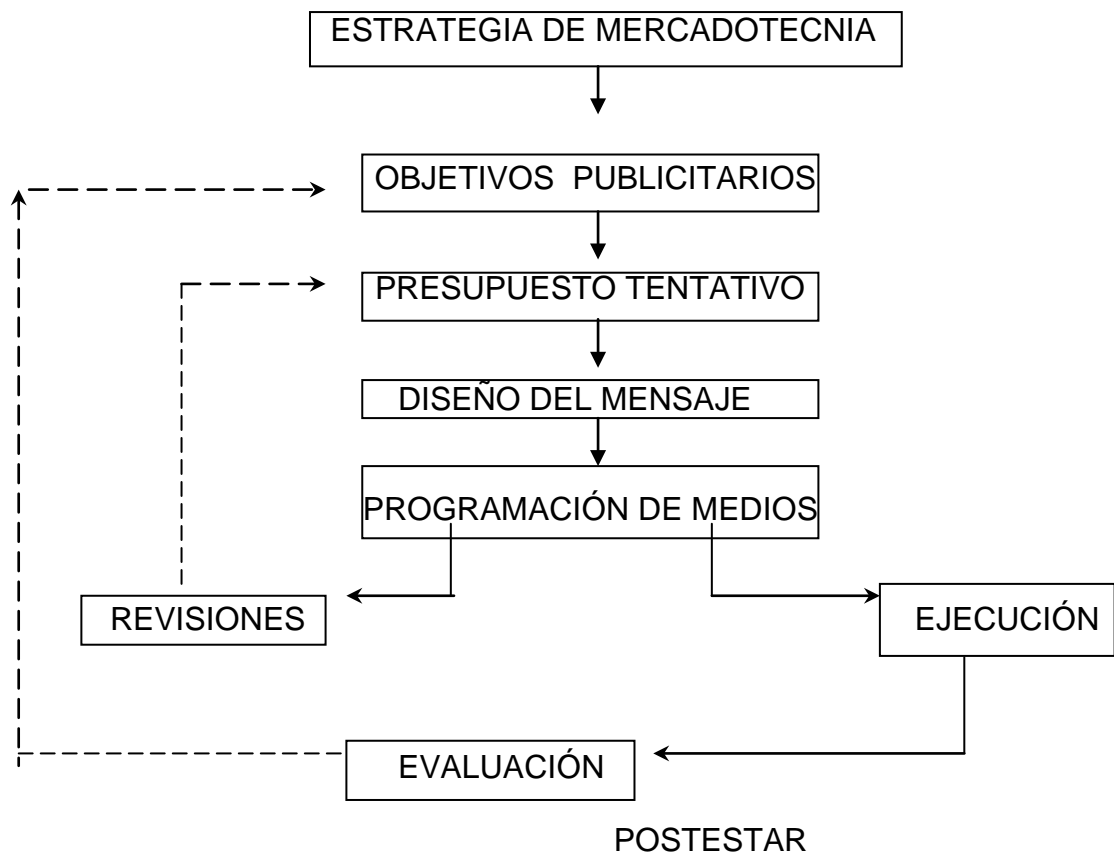 ESTRATEGIA DE MERCADOTECNIA
OBJETIVOS PUBLICITARIOS
PRESUPUESTO TENTATIVO
DISEÑO DEL MENSAJE
PROGRAMACIÓN DE MEDIOS
REVISIONES
EJECUCIÓN
EVALUACIÓN
POSTESTAR